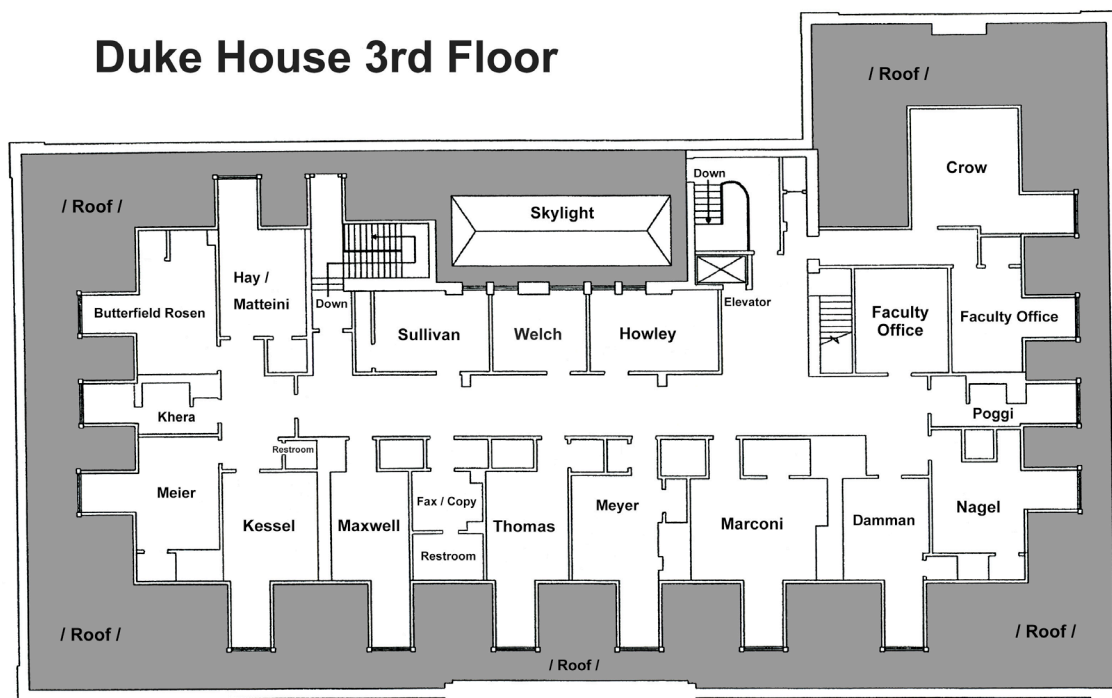 Duke House 3rd Floor
/ Roof /
Crow
Down
Skylight
/ Roof /
Hay /
Matteini
Butterfield Rosen
Down
Elevator
Sullivan
Welch
Howley
Faculty
Office
Faculty Office
Khera
Poggi
Restroom
Meier
Kessel
Maxwell
Fax / Copy
Restroom
Thomas
Meyer
Marconi
Damman
Nagel
/ Roof /
/ Roof /
/ Roof /